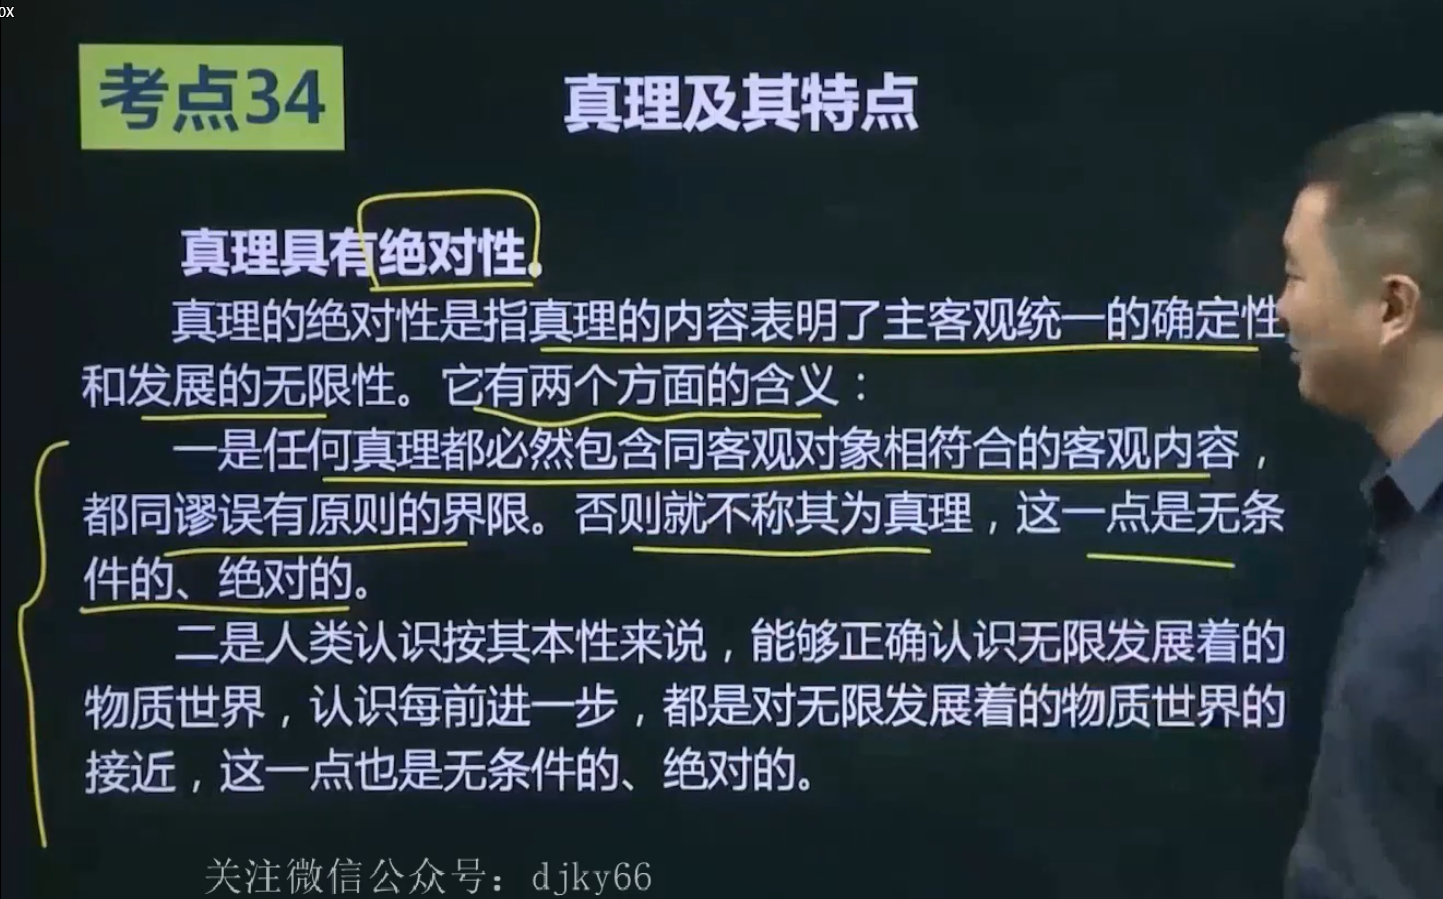 0X
考点34
真理及其特点
真理具有绝对性。
真理的绝对性是指真理的内容表明了主客观统一的确定性
和发展的无限性。它有两个方面的含义：
一是任何真理都必然包含同客观对象相符合的客观内容，
都同谬误有原则的界限。否则就不称其为真理，这一点是无条
件的、绝对的。
二是人类认识按其本性来说，能够正确认识无限发展着的
物质世界，认识每前进一步，都是对无限发展着的物质世界的
接近，这一点也是无条件的、绝对的。
关注微信公众号：djky66